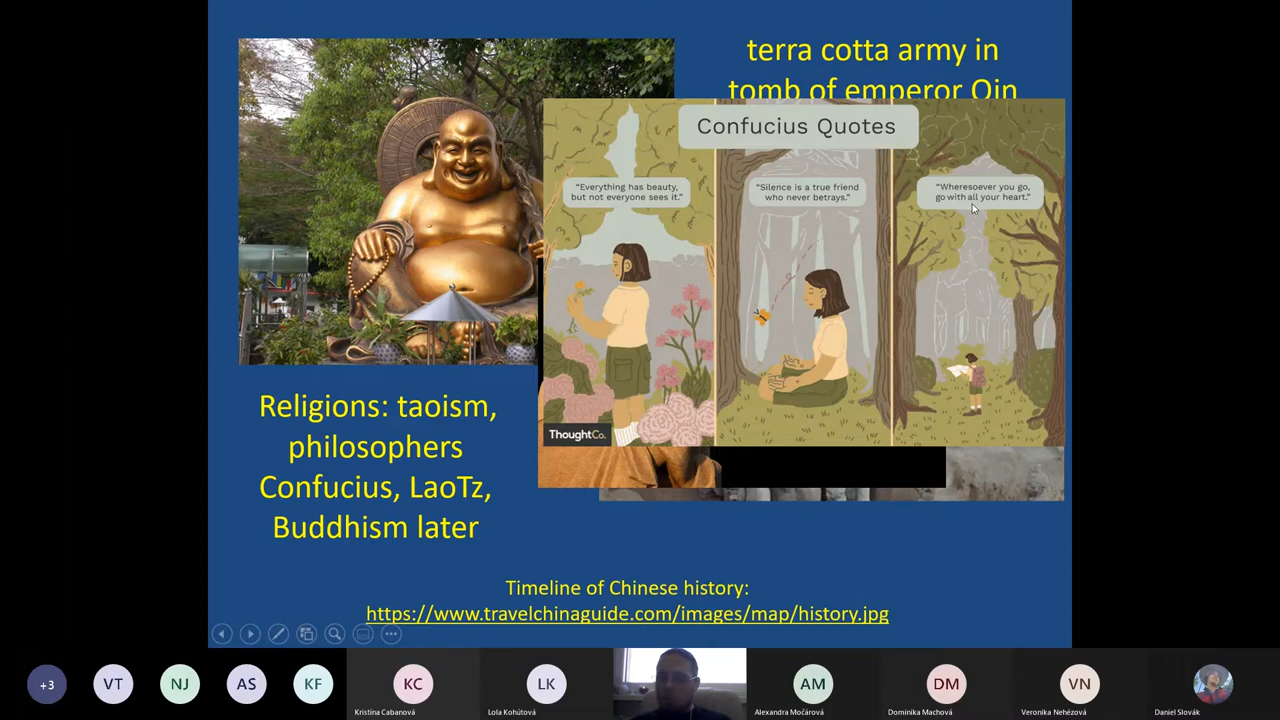 terra cotta army in
tomb of emperor Qin
Confucius Quotes
“Everything has beauty,
but not everyone sees it.”
“Silence is a true friend
who never betrays.”
“Wheresoever you go,
go with all your heart.”
ThoughtCo.
Religions: taoism,
philosophers
Confucius, LaoTz,
Buddhism later
Timeline of Chinese history:
https://www.travelchinaguide.com/images/map/history.jpg
+3
VT
NJ
AS
KF
KC
LK
AM
DM
VN
Kristína Cabanová
Lola Kohútová
Alexandra Močárová
Dominika Machová
Veronika Nehézová
Daniel Slovák